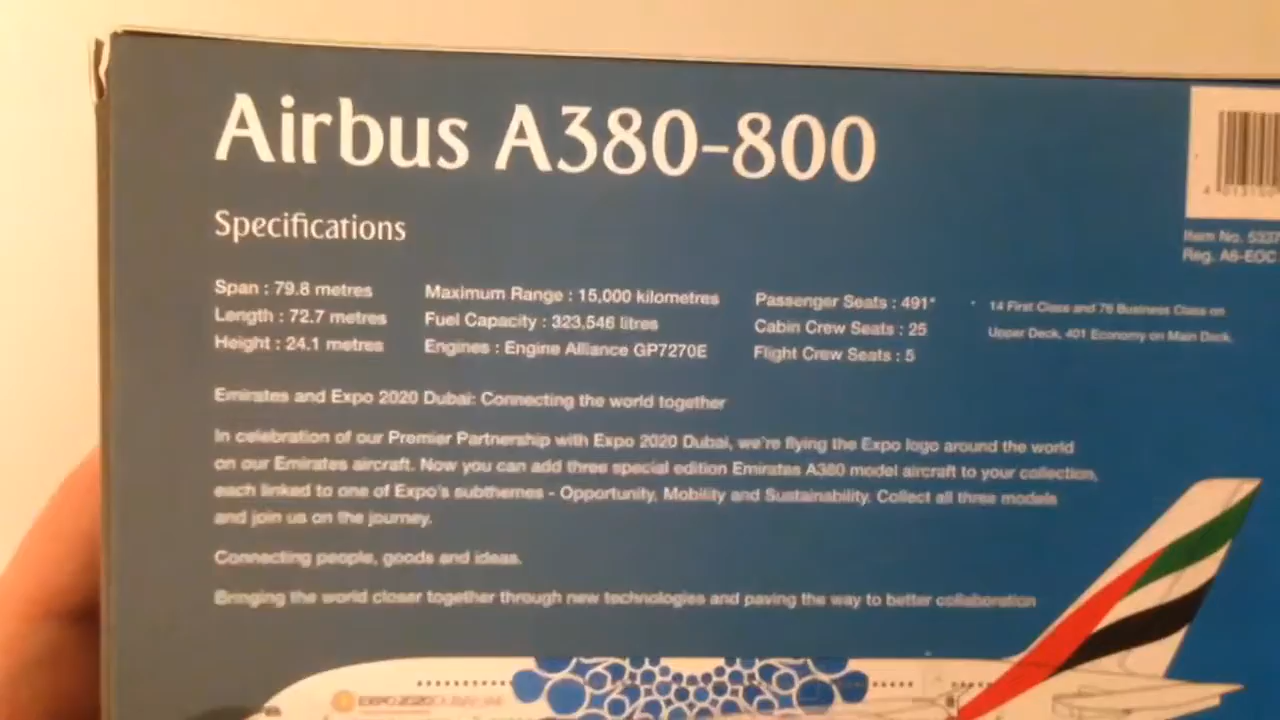 Airbus A380-800
Specifications
Span : 79.8 metres
Length : 72.7 metres
Height : 24.1 metres
Maximum Range : 15,000 kilometres
Fuel Capacity : 323,546 litres
Engines : Engine Alliance GP7270E
Passenger Seats : 491*
Cabin Crew Seats : 25
Flight Crew Seats : 5
* 14 First Class and 76 Business Class on
Upper Deck, 401 Economy on Main Deck.
Item No. 5337
Reg. A6-EOC
Emirates and Expo 2020 Dubai: Connecting the world together
In celebration of our Premier Partnership with Expo 2020 Dubai, we're flying the Expo logo around the world
on our Emirates aircraft. Now you can add three special edition Emirates A380 model aircraft to your collection,
each linked to one of Expo's subthemes - Opportunity, Mobility and Sustainability. Collect all three models
and join us on the journey.
Connecting people, goods and ideas.
Bringing the world closer together through new technologies and paving the way to better collaboration
EXPO 2020